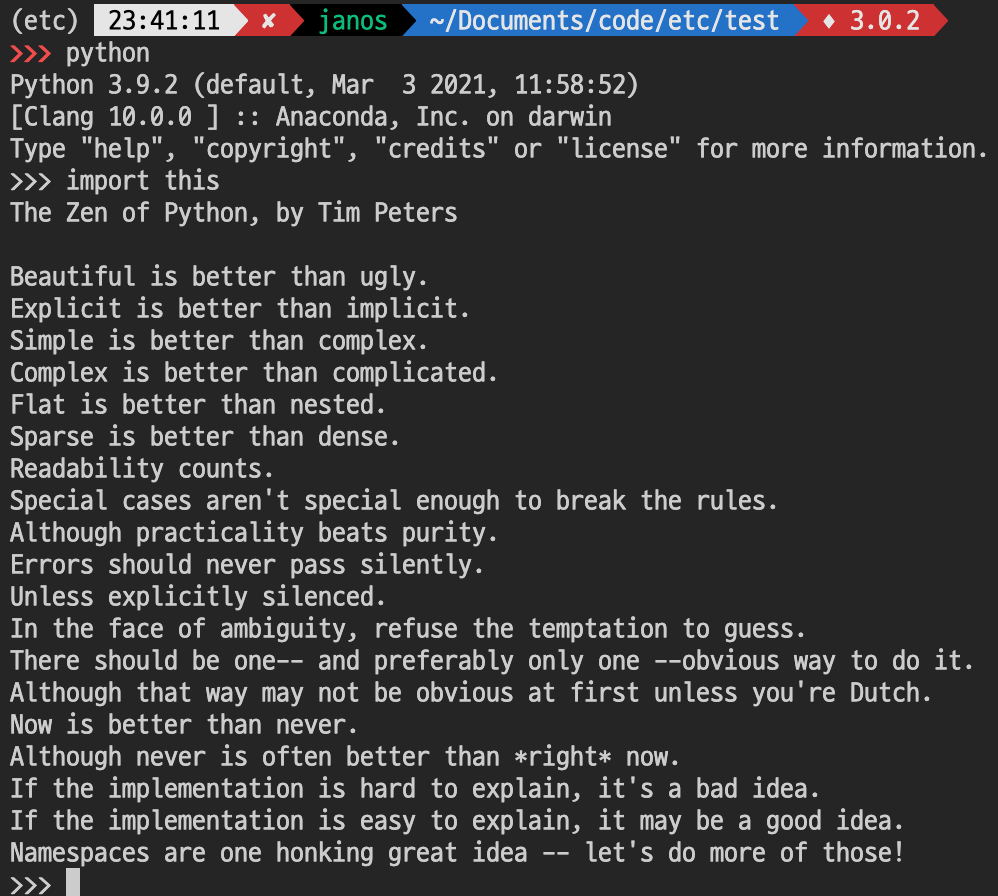 (etc) 23:41:11 ✘ janos ~/Documents/code/etc/test ♦ 3.0.2
>>> python
Python 3.9.2 (default, Mar  3 2021, 11:58:52)
[Clang 10.0.0 ] :: Anaconda, Inc. on darwin
Type "help", "copyright", "credits" or "license" for more information.
>>> import this
The Zen of Python, by Tim Peters

Beautiful is better than ugly.
Explicit is better than implicit.
Simple is better than complex.
Complex is better than complicated.
Flat is better than nested.
Sparse is better than dense.
Readability counts.
Special cases aren't special enough to break the rules.
Although practicality beats purity.
Errors should never pass silently.
Unless explicitly silenced.
In the face of ambiguity, refuse the temptation to guess.
There should be one-- and preferably only one --obvious way to do it.
Although that way may not be obvious at first unless you're Dutch.
Now is better than never.
Although never is often better than *right* now.
If the implementation is hard to explain, it's a bad idea.
If the implementation is easy to explain, it may be a good idea.
Namespaces are one honking great idea -- let's do more of those!
>>>